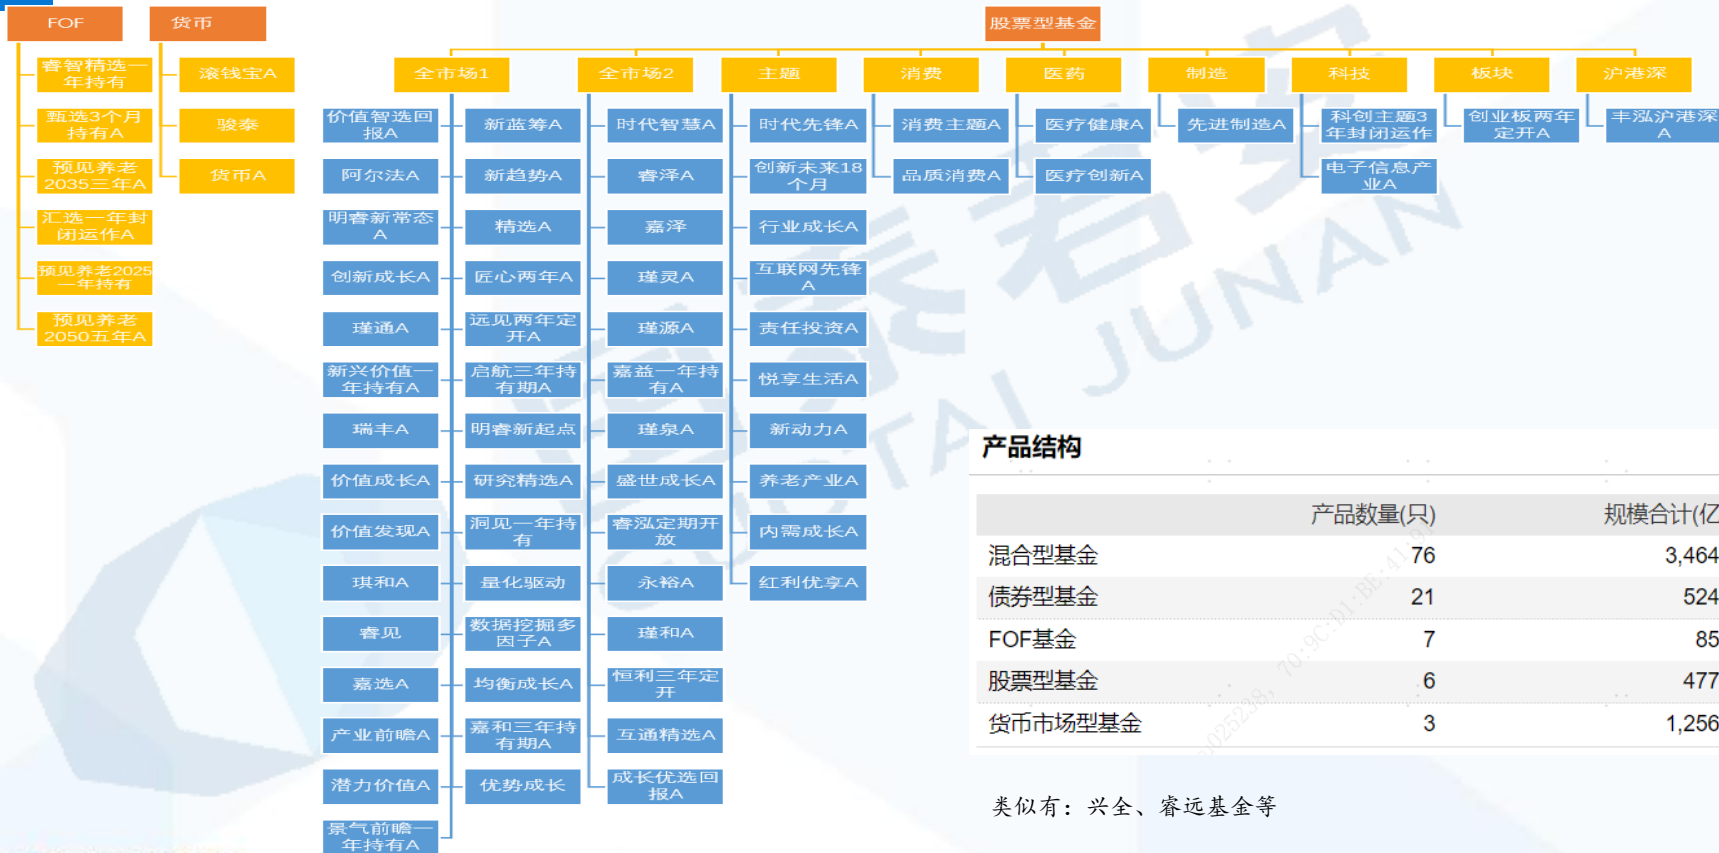 FOF
货币
股票型基金
睿智精选一
年持有
甄选3个月
持有A
预见养老
2035三年A
汇选一年封
闭运作A
预见养老2025
一年持有
预见养老
2050五年A
滚钱宝A
骏泰
货币A
全市场1
全市场2
主题
消费
医药
制造
科技
板块
沪港深
价值智选回
报A
阿尔法A
明睿新常态
A
创新成长A
瑾通A
新兴价值一
年持有A
瑞丰A
价值成长A
价值发现A
琪和A
睿见
嘉选A
产业前瞻A
潜力价值A
景气前瞻一
年持有A
新蓝筹A
新趋势A
精选A
匠心两年A
远见两年定
开A
启航三年持
有期A
明睿新起点
研究精选A
洞见一年持
有
量化驱动
数据挖掘多
因子A
均衡成长A
嘉和三年持
有期A
优势成长
时代智慧A
睿泽A
嘉泽
瑾灵A
瑾源A
嘉益一年持
有A
瑾泉A
盛世成长A
睿泓定期开
放
永裕A
瑾和A
恒利三年定
开
互通精选A
成长优选回
报A
时代先锋A
创新未来18
个月
行业成长A
互联网先锋
A
责任投资A
悦享生活A
新动力A
养老产业A
内需成长A
红利优享A
消费主题A
品质消费A
医疗健康A
医疗创新A
先进制造A
科创主题3
年封闭运作
电子信息产
业A
创业板两年
定开A
丰泓沪港深
A
国泰君安
GUOTAI JUNAN
产品结构
产品数量(只) 规模合计(亿
混合型基金 76 3,464
债券型基金 21 524
FOF基金 7 85
股票型基金 6 477
货币市场型基金 3 1,256
类似有：兴全、睿远基金等